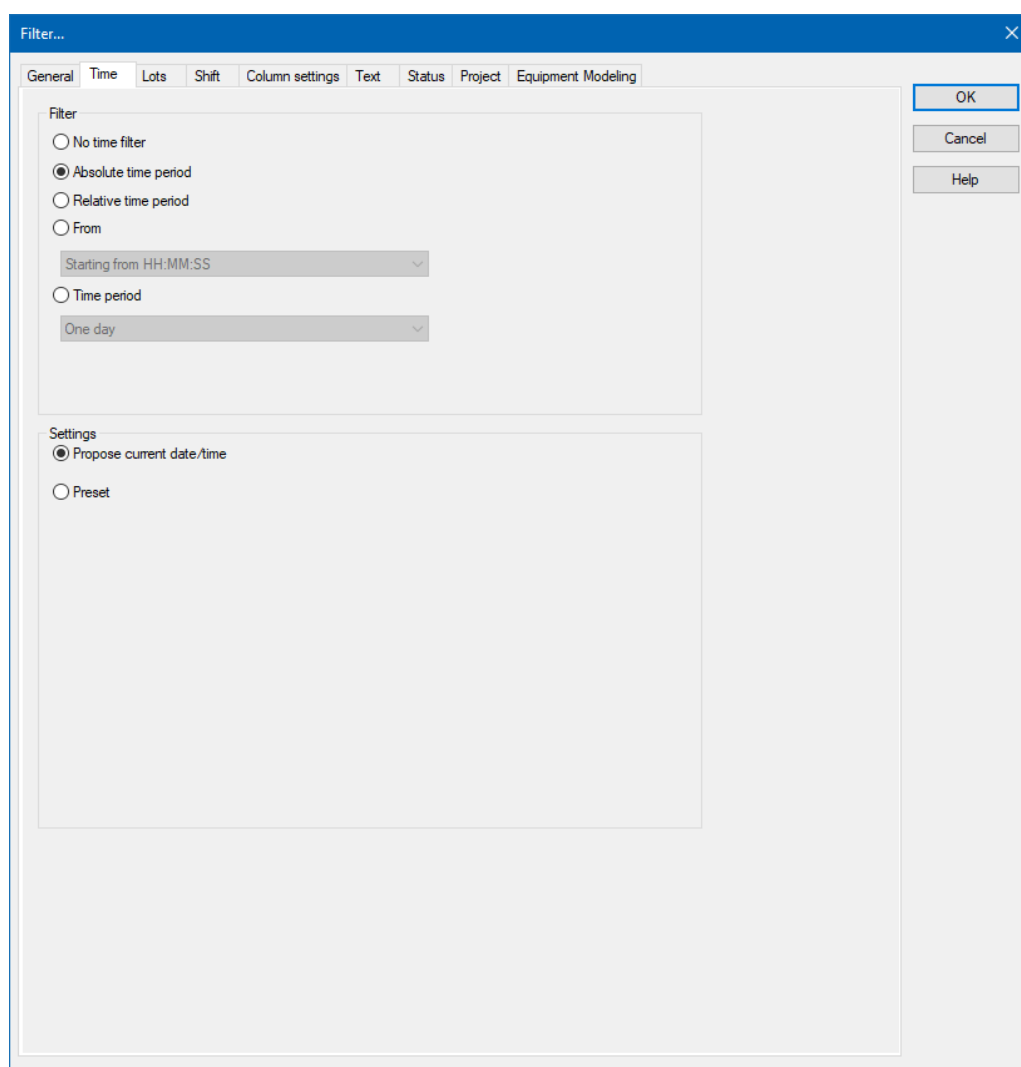 Filter...
General Time Lots Shift Column settings Text Status Project Equipment Modeling
OK
Cancel
Help
Filter
No time filter
Absolute time period
Relative time period
From
Starting from HH:MM:SS
Time period
One day
Settings
Propose current date/time
Preset